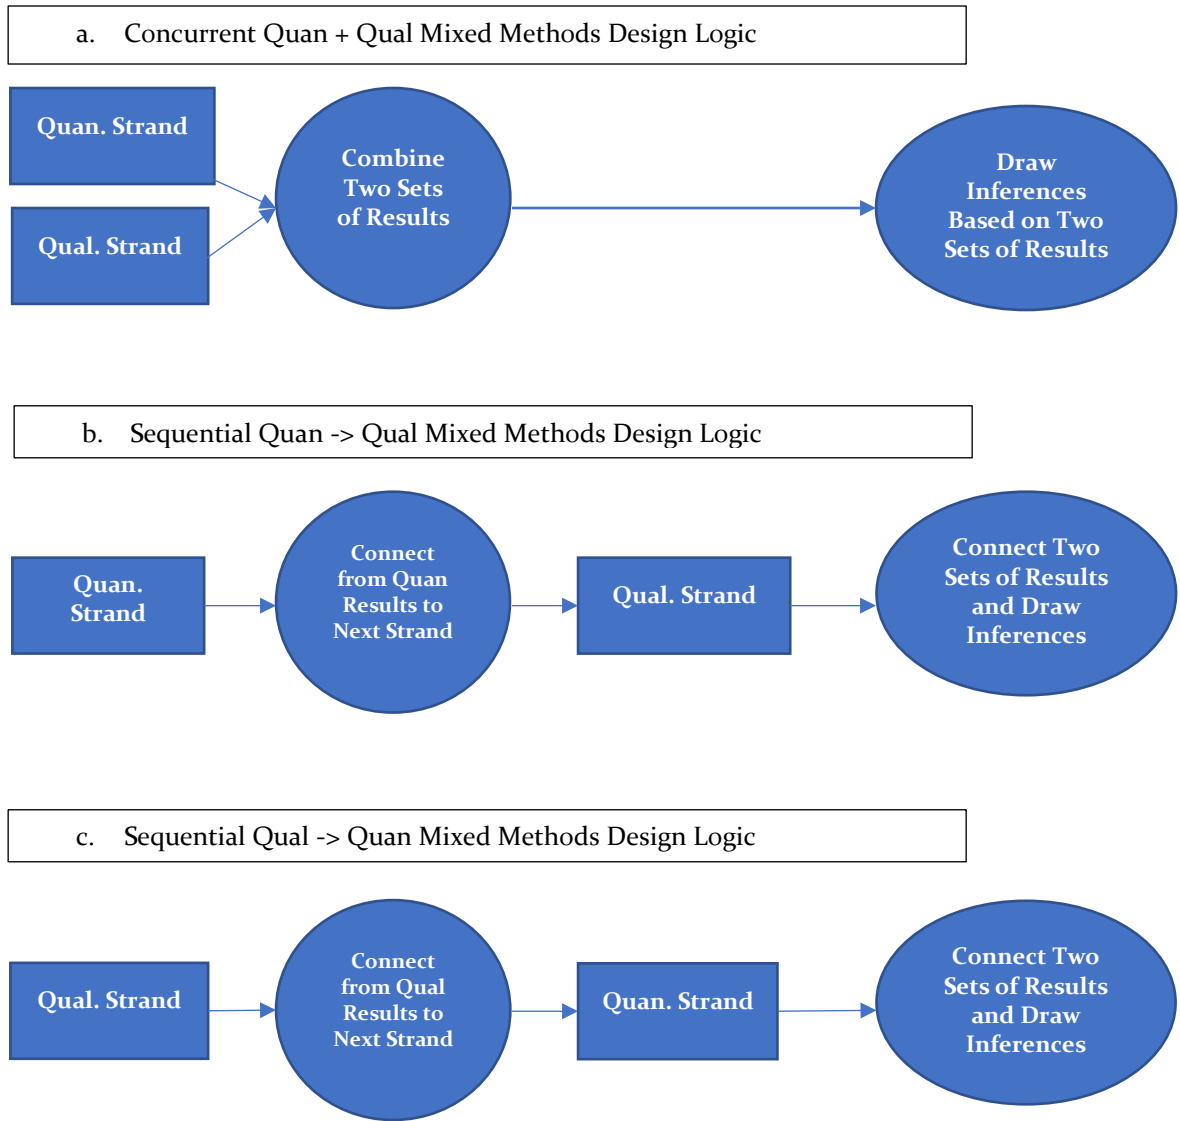 a. Concurrent Quan + Qual Mixed Methods Design Logic
Quan. Strand
Qual. Strand
Combine
Two Sets
of Results
Draw
Inferences
Based on Two
Sets of Results
b. Sequential Quan -> Qual Mixed Methods Design Logic
Quan.
Strand
Connect
from Quan
Results to
Next Strand
Qual. Strand
Connect Two
Sets of Results
and Draw
Inferences
c. Sequential Qual -> Quan Mixed Methods Design Logic
Qual. Strand
Connect
from Qual
Results to
Next Strand
Quan. Strand
Connect Two
Sets of Results
and Draw
Inferences